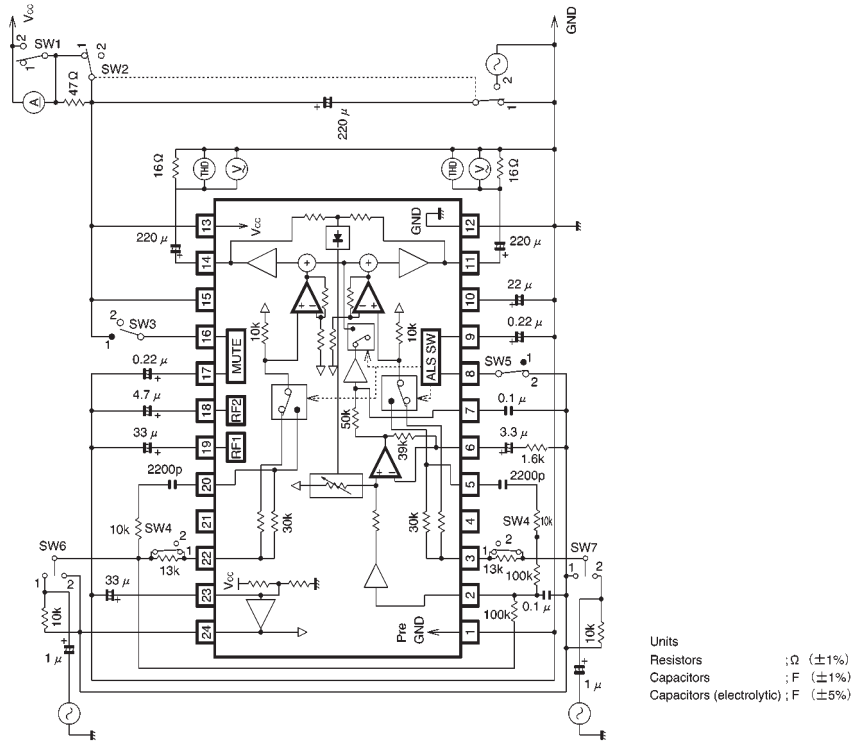 Vcc
GND
2
SW1
1
1
2
SW2
A
47Ω
220 μ
2
1
16Ω
THD
V
THD
V
16Ω
220 μ
220 μ
13
Vcc
GND
12
14
+
+
11
15
10
22 μ
2
SW3
1
16
MUTE
10k
+
−
−
+
10k
ALS SW
9
0.22 μ
0.22 μ
17
8
SW5
1
2
4.7 μ
18
RF2
50k
7
0.1 μ
33 μ
19
RF1
39k
6
3.3 μ
1.6k
2200p
20
+
−
5
2200p
10k
SW4
2
1
21
30k
30k
4
SW4
10k
2
1
SW6
13k
22
3
13k
SW7
1
2
33 μ
23
Vcc
2
100k
0.1 μ
1
2
10k
24
Pre
GND
1
100k
10k
1 μ
1 μ
Units
Resistors ; Ω (±1%)
Capacitors ; F (±1%)
Capacitors (electrolytic) ; F (±5%)